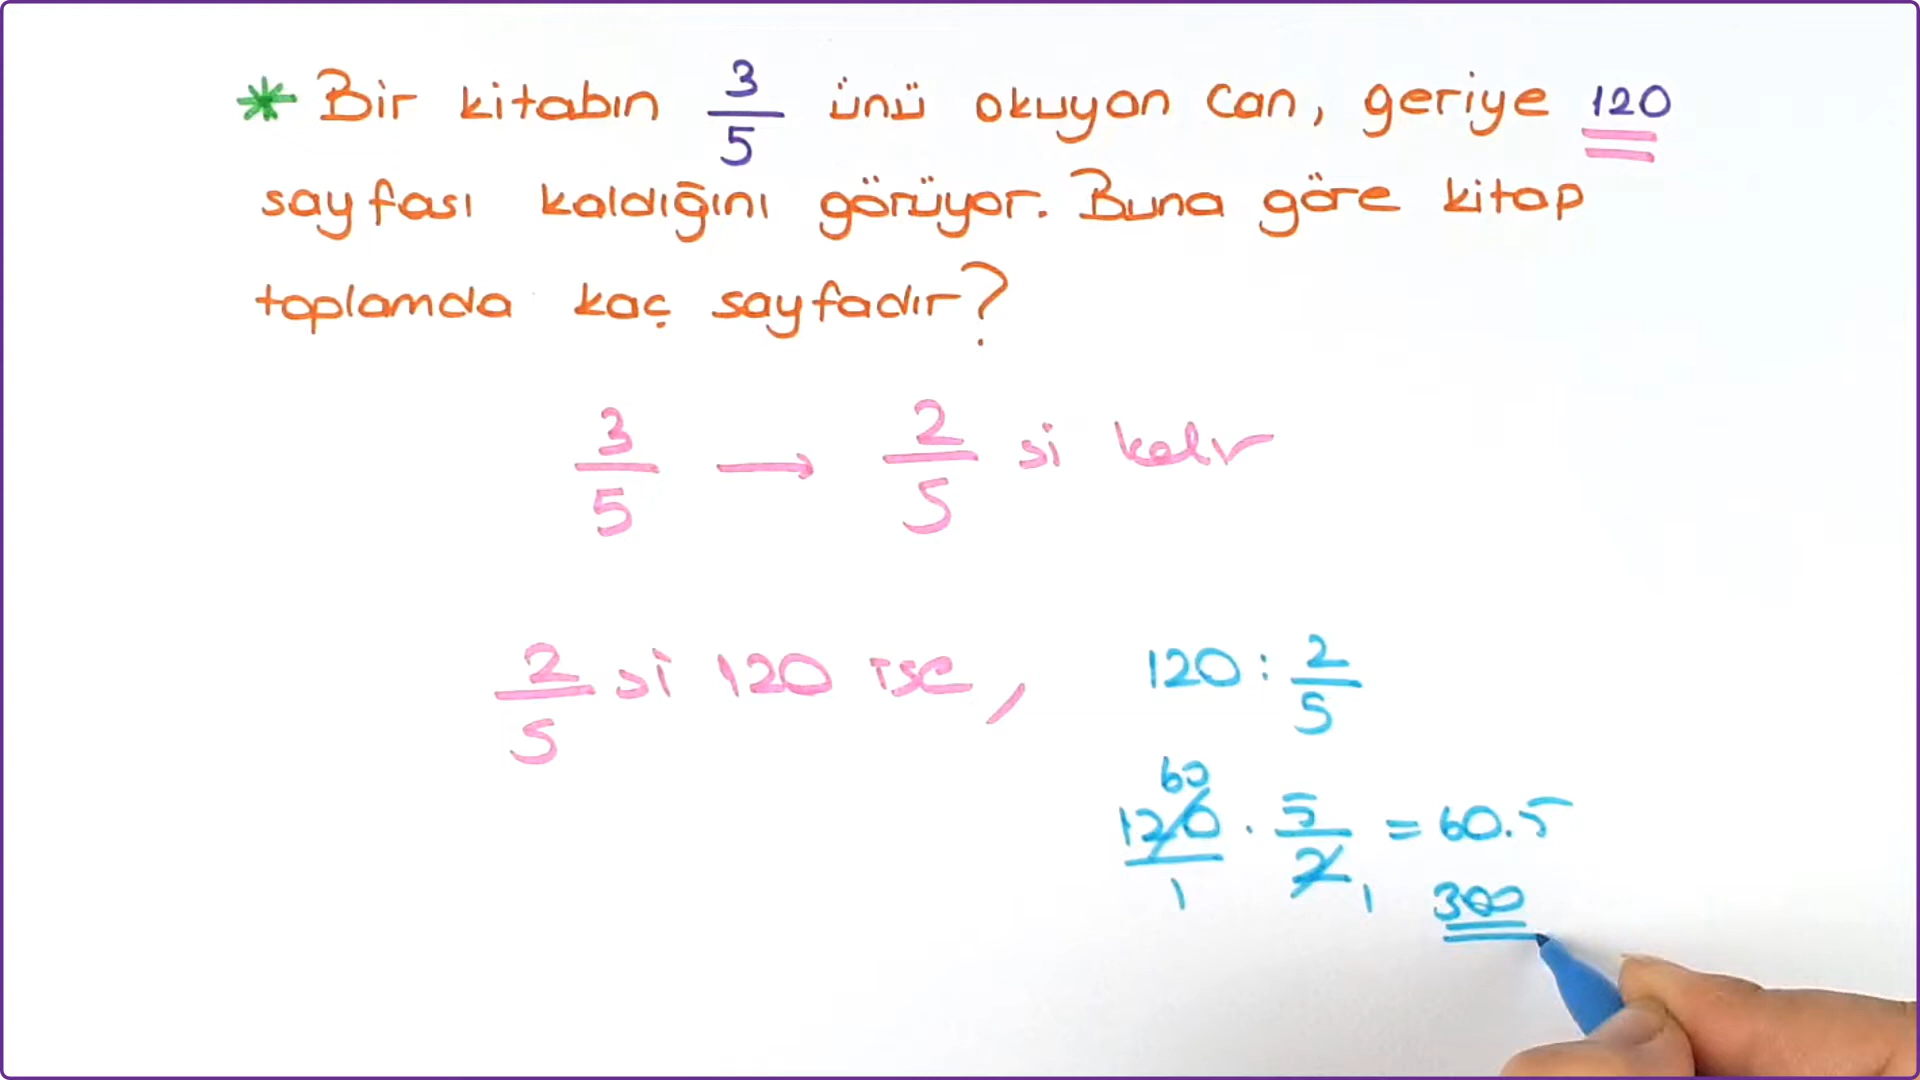 * Bir kitabın 3/5 ünü okuyan Can, geriye 120
sayfası kaldığını görüyor. Buna göre kitap
toplamda kaç sayfadır?
3/5 → 2/5 si kalır
2/5 si 120 ise,
120 : 2/5
60
120/1 . 5/2 = 60.5
1
300